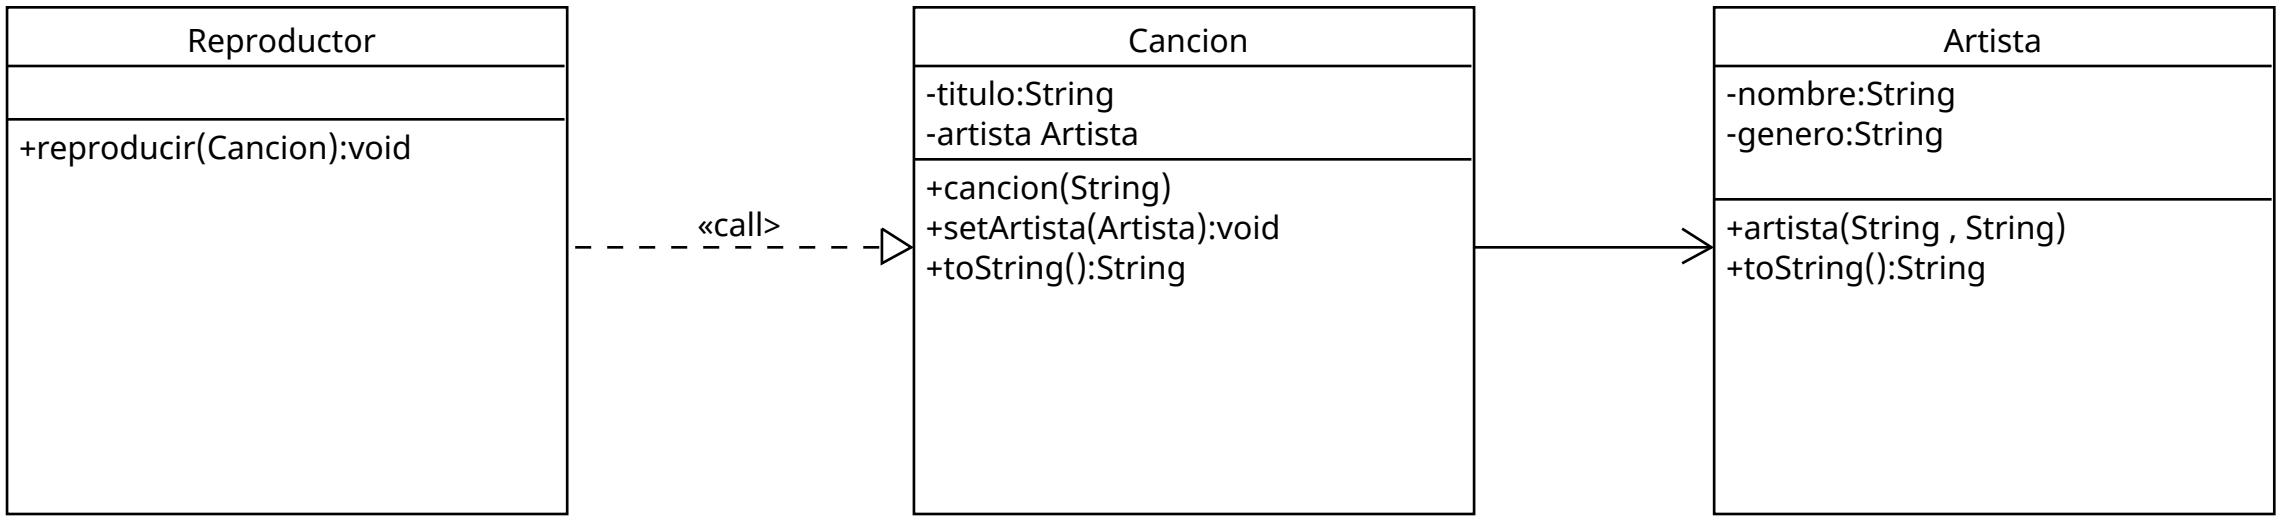 Reproductor
+reproducir(Cancion):void
«call>
Cancion
-titulo:String
-artista Artista
+cancion(String)
+setArtista(Artista):void
+toString():String
Artista
-nombre:String
-genero:String
+artista(String , String)
+toString():String